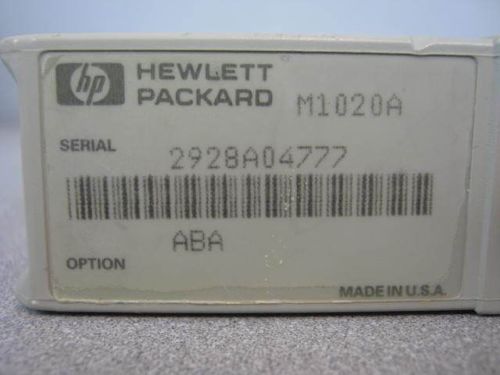 hp HEWLETT
PACKARD M1020A
SERIAL 2928A04777
ABA
OPTION
MADE IN U.S.A.